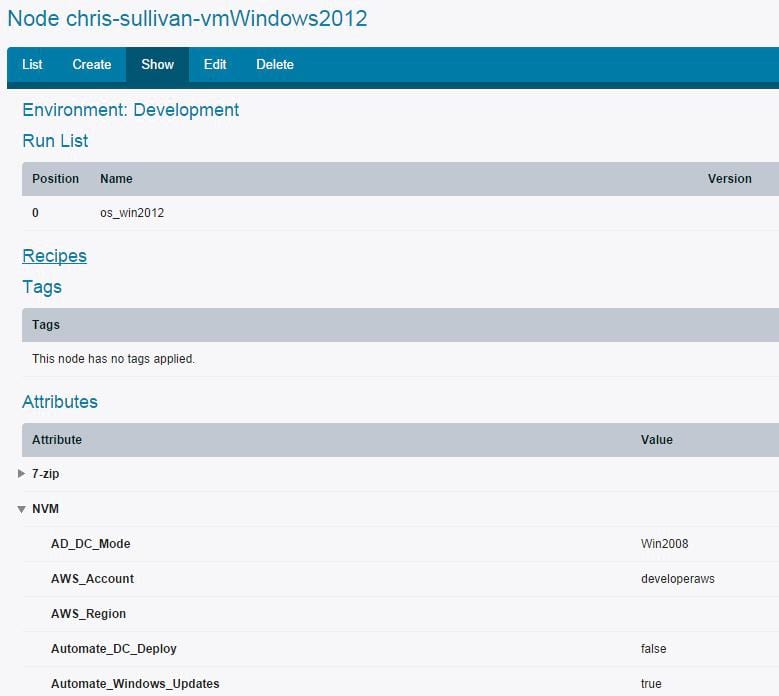 Node chris-sullivan-vmWindows2012
List Create Show Edit Delete
Environment: Development
Run List
Position Name Version
0 os_win2012
Recipes
Tags
Tags
This node has no tags applied.
Attributes
Attribute Value
7-zip
NVM
AD_DC_Mode Win2008
AWS_Account developeraws
AWS_Region
Automate_DC_Deploy false
Automate_Windows_Updates true